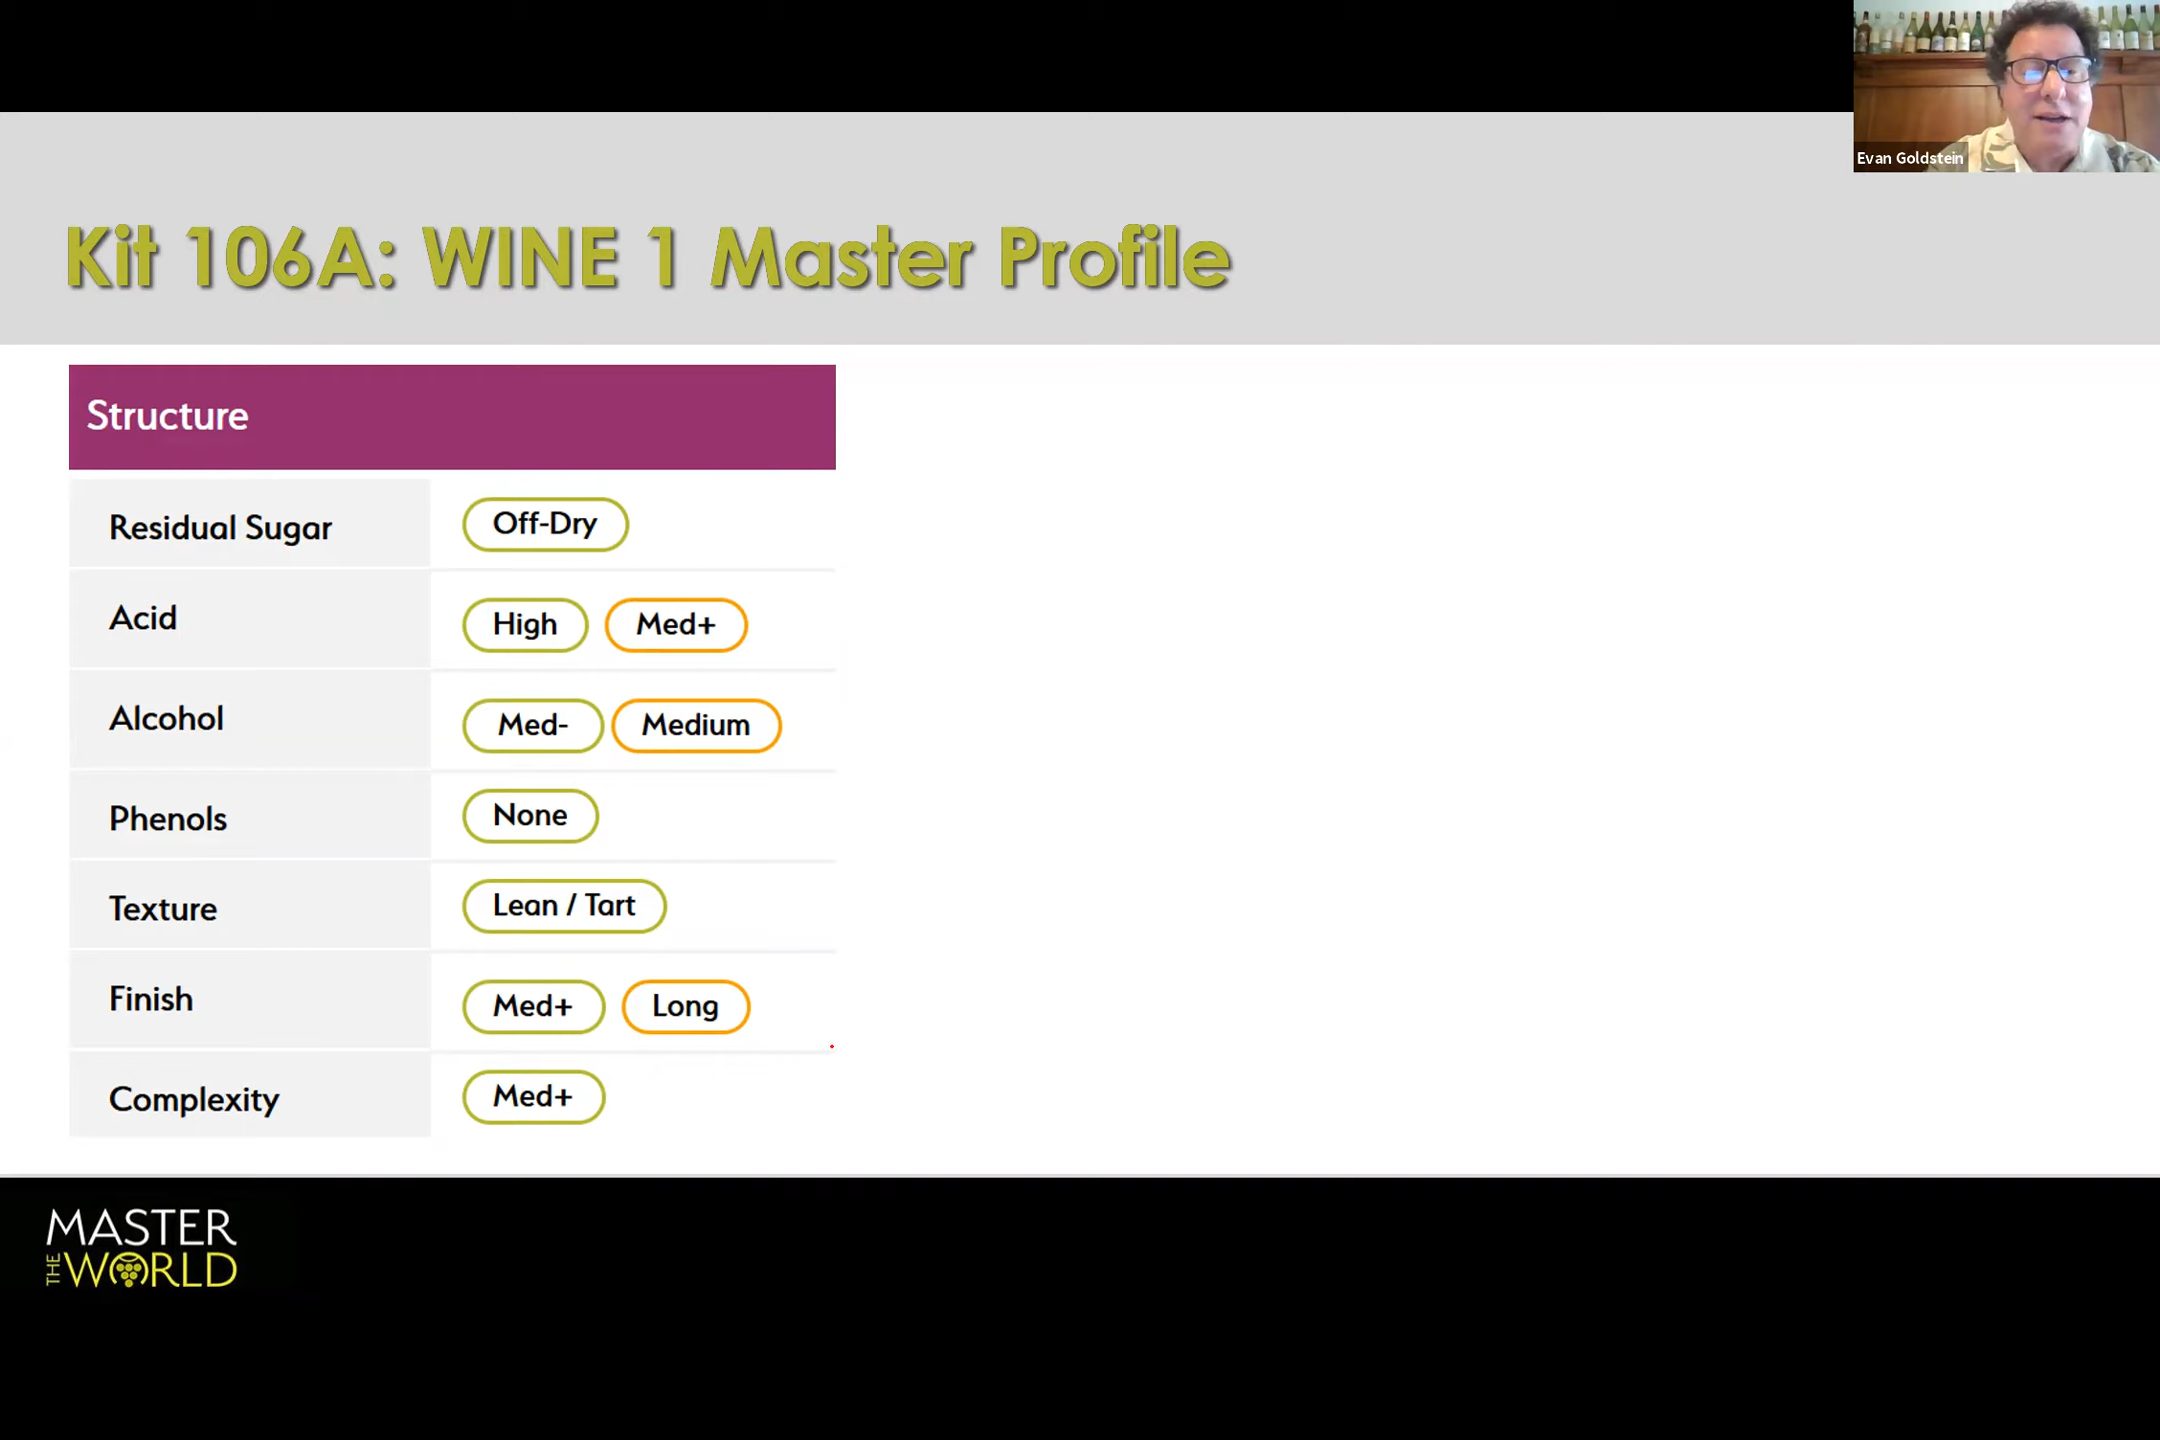 Evan Goldstein
Kit 106A: WINE 1 Master Profile
Structure
Residual Sugar Off-Dry
Acid High Med+
Alcohol Med- Medium
Phenols None
Texture Lean / Tart
Finish Med+ Long
Complexity Med+
MASTER
THE WORLD